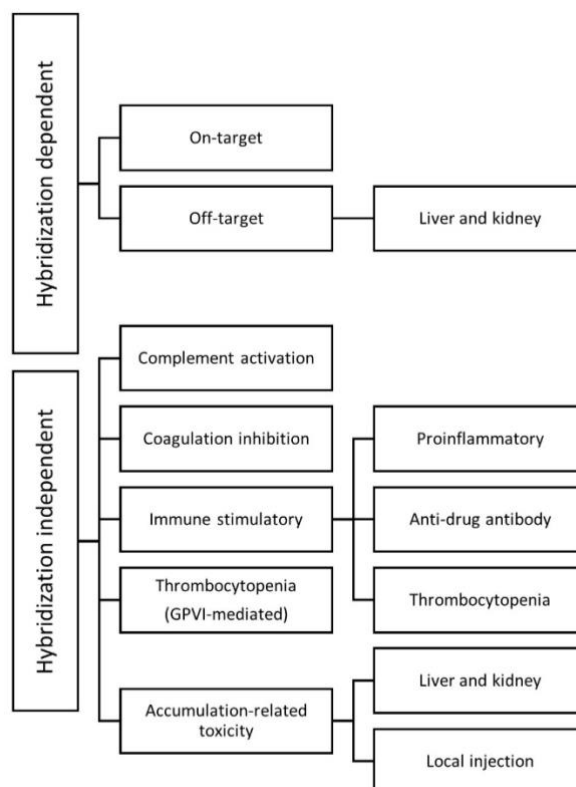 Hybridization dependent
On-target
Off-target
Liver and kidney
Hybridization independent
Complement activation
Coagulation inhibition
Immune stimulatory
Proinflammatory
Anti-drug antibody
Thrombocytopenia
Thrombocytopenia
(GPVI-mediated)
Accumulation-related
toxicity
Liver and kidney
Local injection